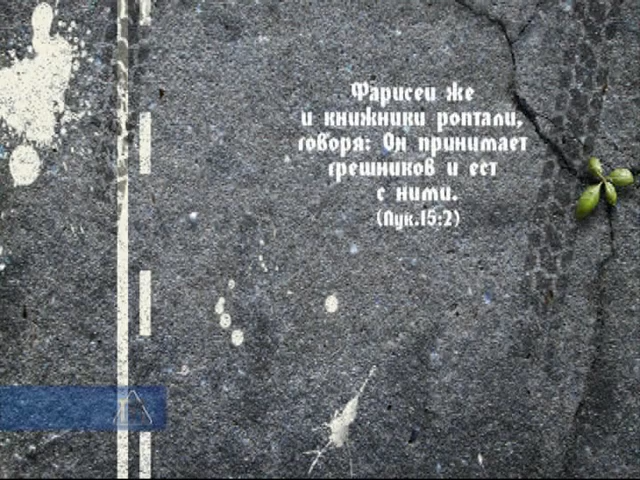 Фарисеи же
и книжники роптали,
говоря: Он принимает
грешников и ест
с ними.
(Лук.15:2)